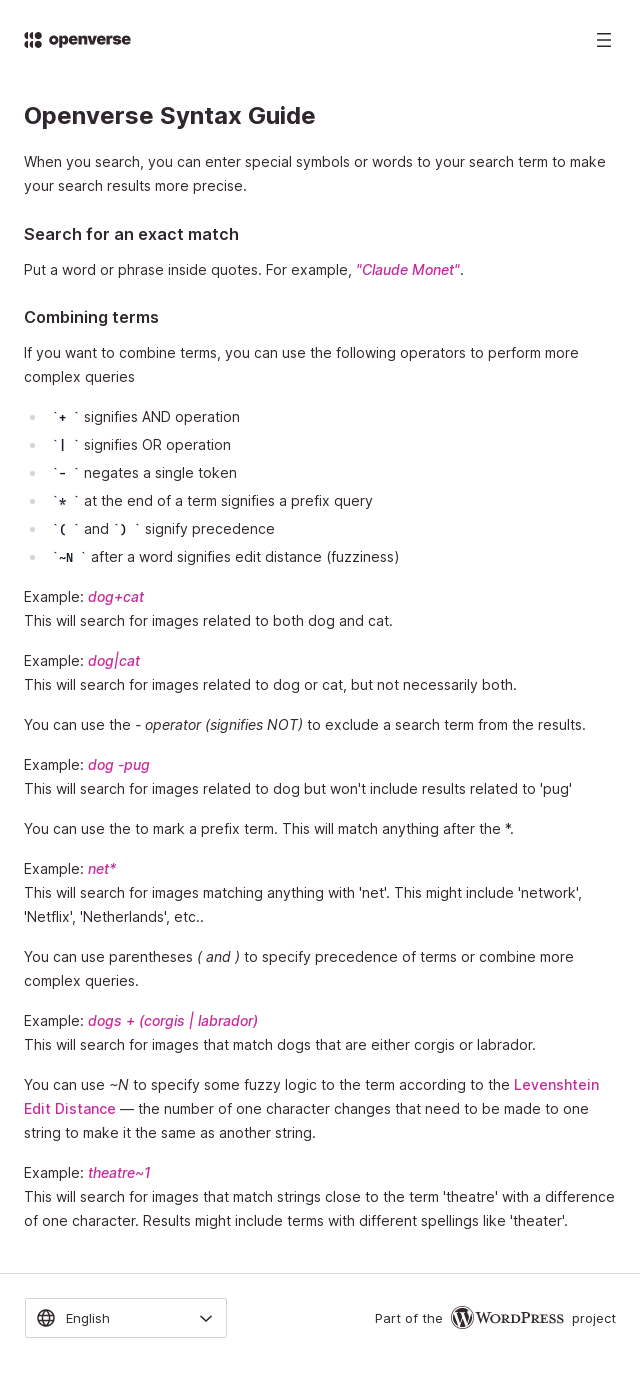 openverse
Openverse Syntax Guide
When you search, you can enter special symbols or words to your search term to make
your search results more precise.
Search for an exact match
Put a word or phrase inside quotes. For example, "Claude Monet".
Combining terms
If you want to combine terms, you can use the following operators to perform more
complex queries
`+ ` signifies AND operation
`| ` signifies OR operation
`- ` negates a single token
`* ` at the end of a term signifies a prefix query
`( ` and `) ` signify precedence
`~N ` after a word signifies edit distance (fuzziness)
Example: dog+cat
This will search for images related to both dog and cat.
Example: dog|cat
This will search for images related to dog or cat, but not necessarily both.
You can use the - operator (signifies NOT) to exclude a search term from the results.
Example: dog -pug
This will search for images related to dog but won't include results related to 'pug'
You can use the to mark a prefix term. This will match anything after the *.
Example: net*
This will search for images matching anything with 'net'. This might include 'network',
'Netflix', 'Netherlands', etc..
You can use parentheses ( and ) to specify precedence of terms or combine more
complex queries.
Example: dogs + (corgis | labrador)
This will search for images that match dogs that are either corgis or labrador.
You can use ~N to specify some fuzzy logic to the term according to the Levenshtein
Edit Distance — the number of one character changes that need to be made to one
string to make it the same as another string.
Example: theatre~1
This will search for images that match strings close to the term 'theatre' with a difference
of one character. Results might include terms with different spellings like 'theater'.
English
Part of the WordPress project